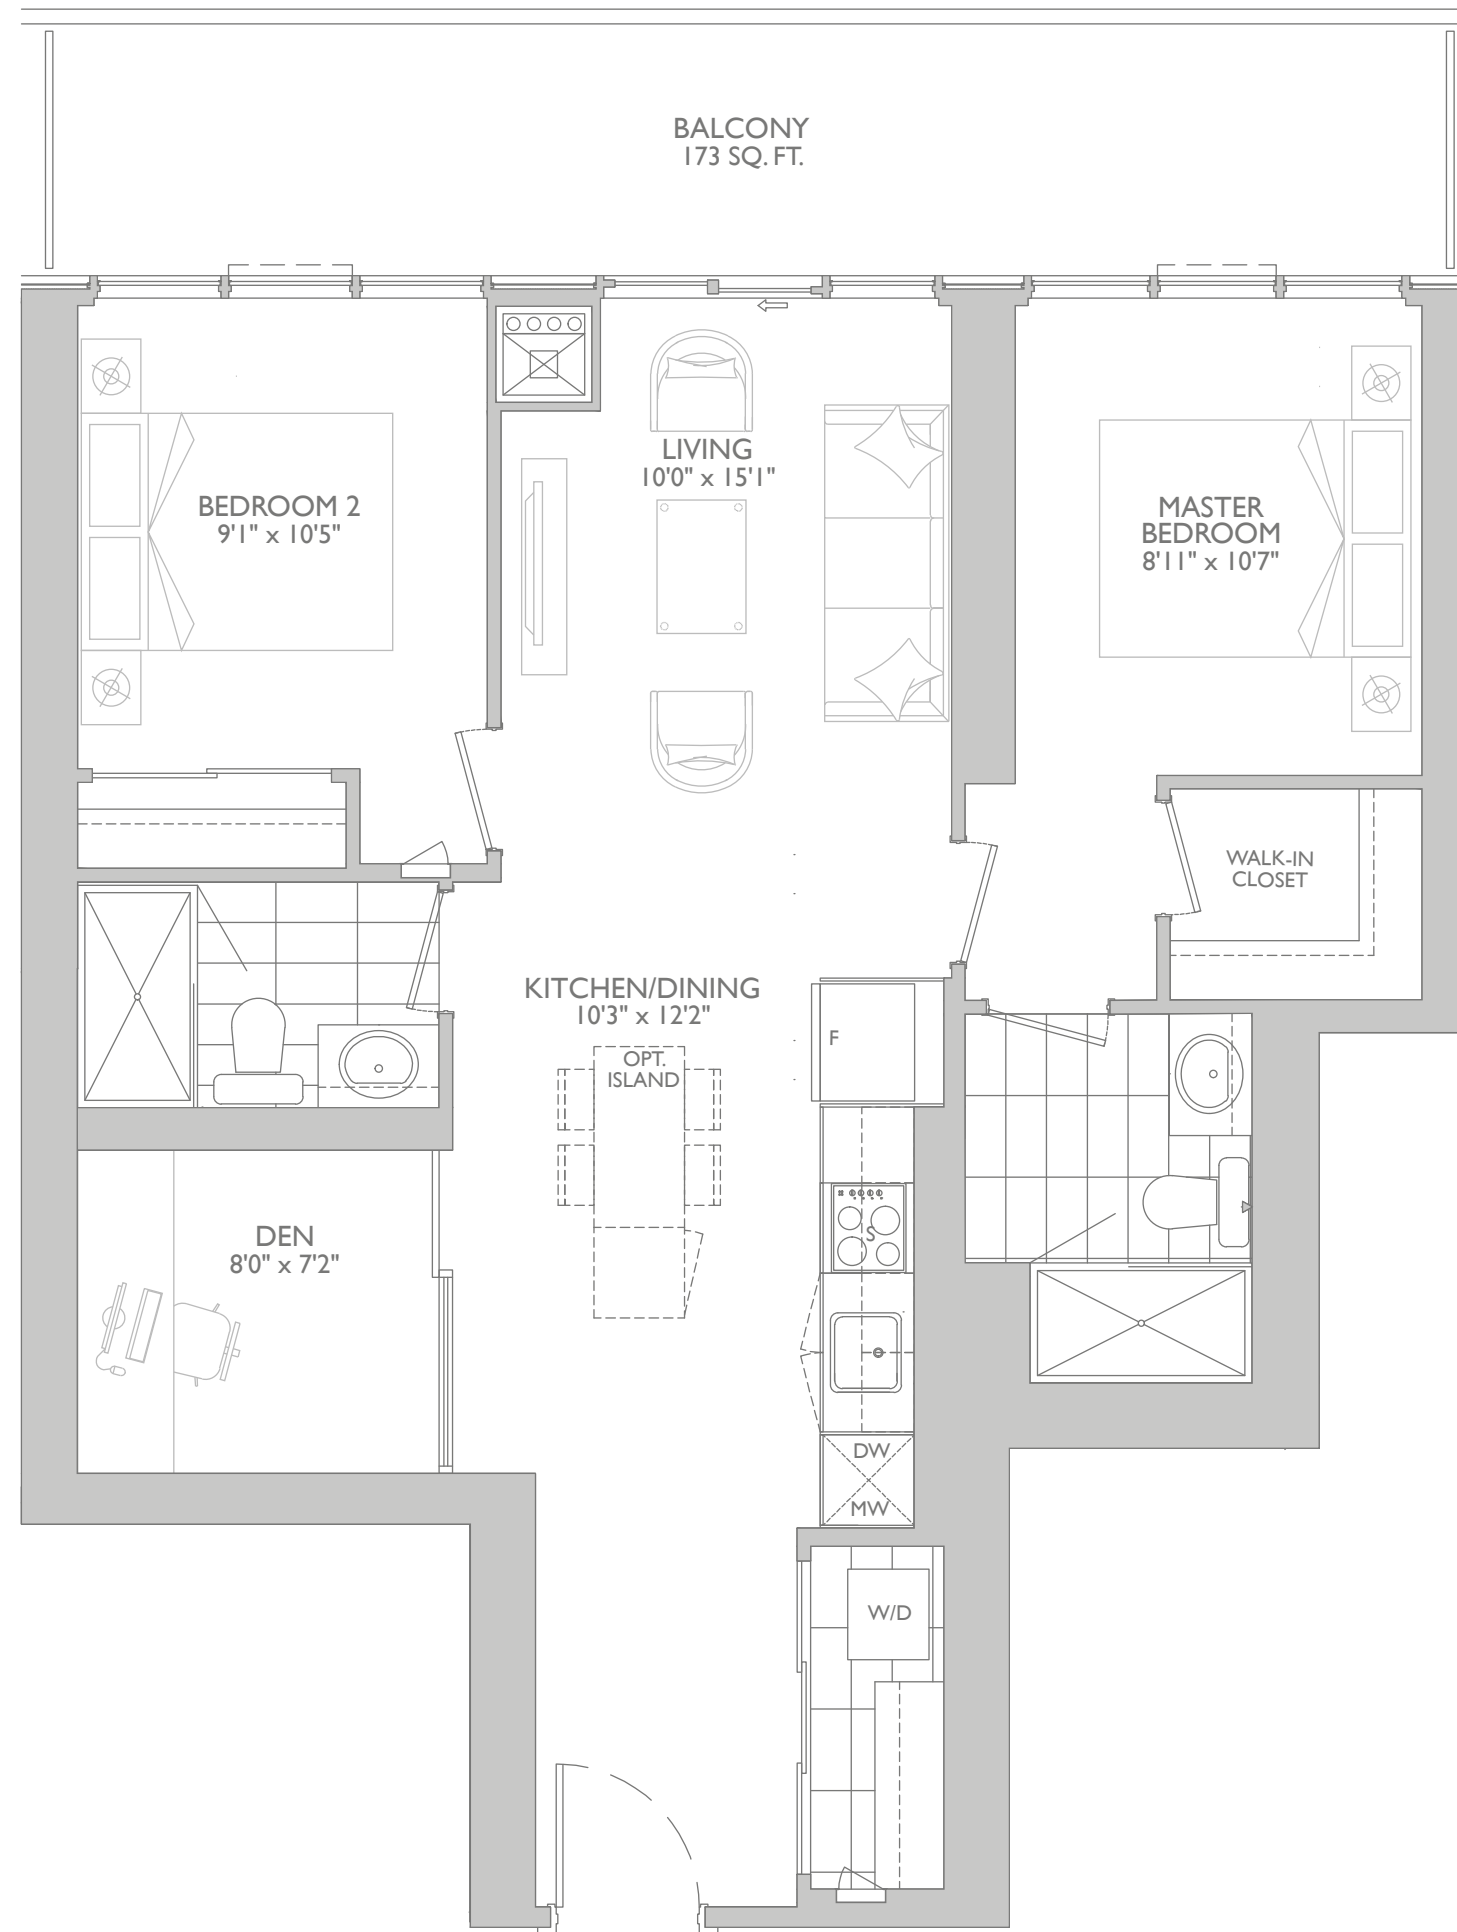 BALCONY
173 SQ. FT.
LIVING
10'0" x 15'1"
BEDROOM 2
9'1" x 10'5"
MASTER
BEDROOM
8'11" x 10'7"
WALK-IN
CLOSET
KITCHEN/DINING
10'3" x 12'2"
OPT.
ISLAND
F
S
DEN
8'0" x 7'2"
DW
MW
W/D